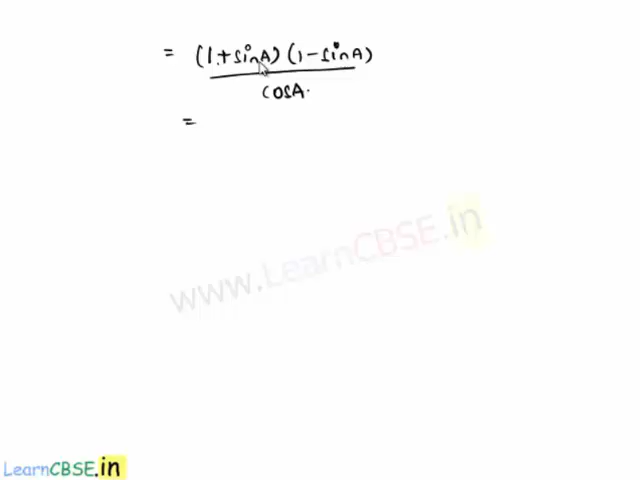 = (1+sinA) (1-sinA)
cosA.
=
www.LearnCBSE.in
LearnCBSE.in